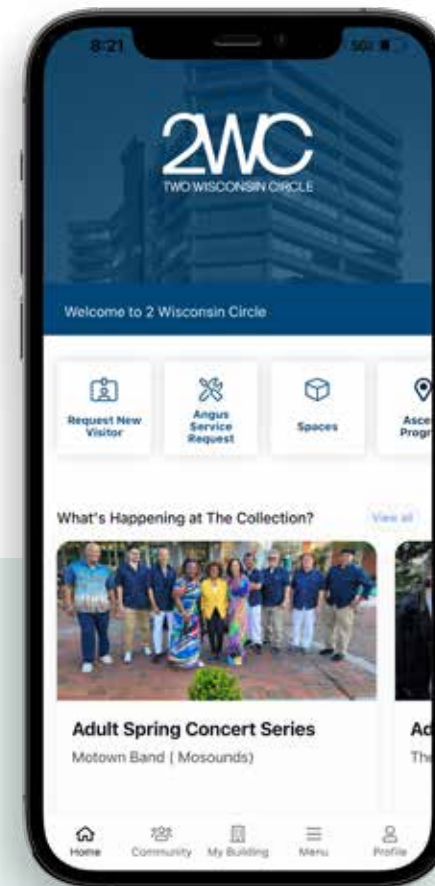 8:21
2WC
TWO WISCONSIN CIRCLE
Welcome to 2 Wisconsin Circle
Request New
Visitor
Angus
Service
Request
Spaces
What's Happening at The Collection?
View all
Adult Spring Concert Series
Motown Band ( Mosounds)
Home
Community
My Building
Menu
Profile